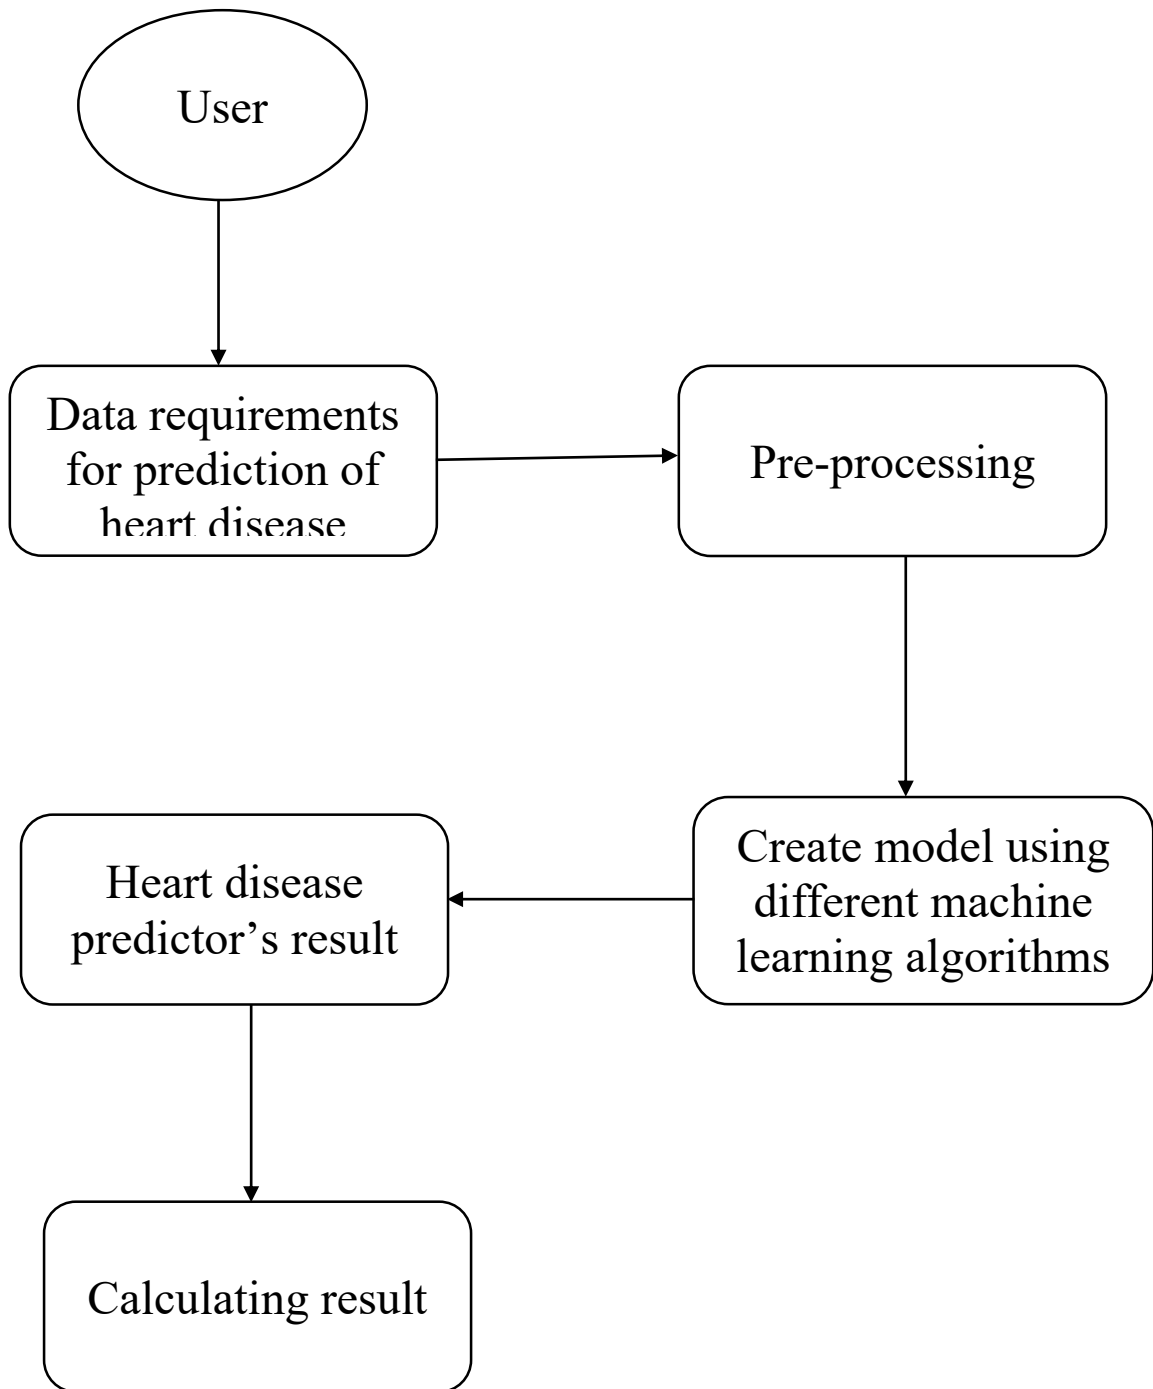 User
Data requirements
for prediction of
heart disease
Pre-processing
Create model using
different machine
learning algorithms
Heart disease
predictor’s result
Calculating result